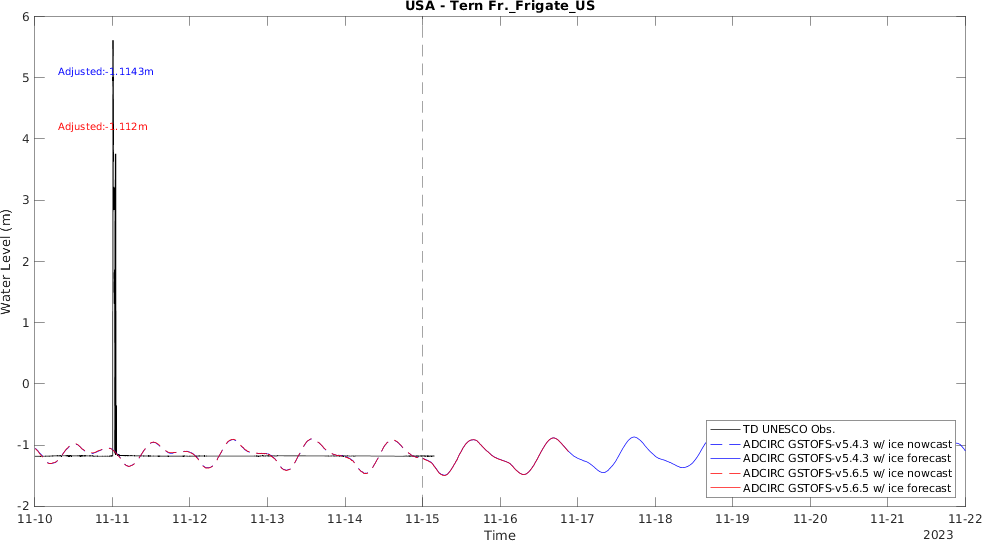 USA - Tern Fr._Frigate_US
6
5
4
3
2
1
0
-1
-2
Water Level (m)
Adjusted:-1.1143m
Adjusted:-1.112m
TD UNESCO Obs.
ADCIRC GSTOFS-v5.4.3 w/ ice nowcast
ADCIRC GSTOFS-v5.4.3 w/ ice forecast
ADCIRC GSTOFS-v5.6.5 w/ ice nowcast
ADCIRC GSTOFS-v5.6.5 w/ ice forecast
11-10 11-11 11-12 11-13 11-14 11-15 11-16 11-17 11-18 11-19 11-20 11-21 11-22
Time
2023